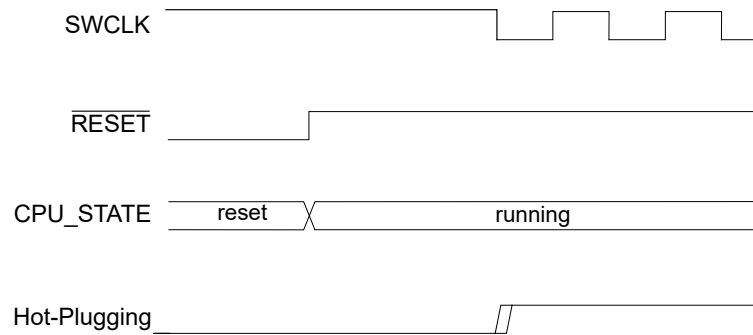 SWCLK
RESET
CPU_STATE
reset
running
Hot-Plugging